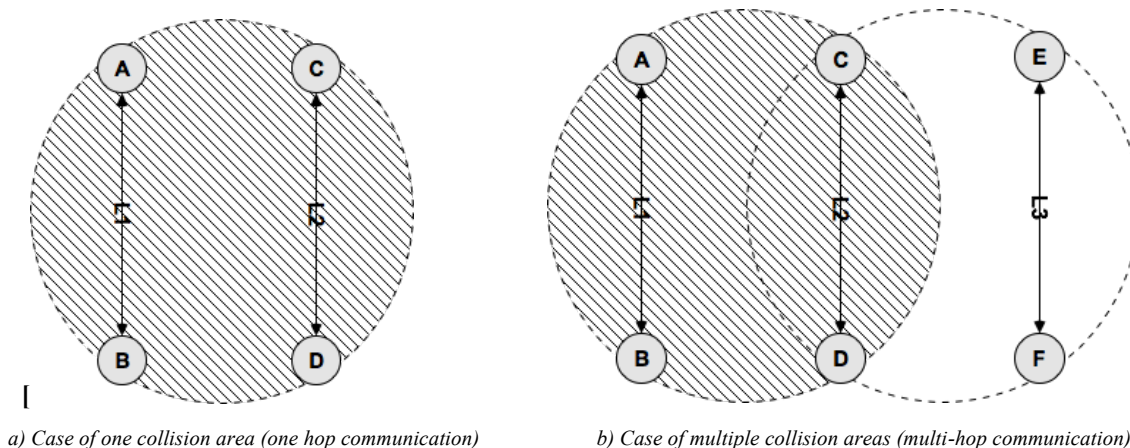 A C A C E
L1 L2 L1 L2 L3
B D B D F
[
a) Case of one collision area (one hop communication) b) Case of multiple collision areas (multi-hop communication)